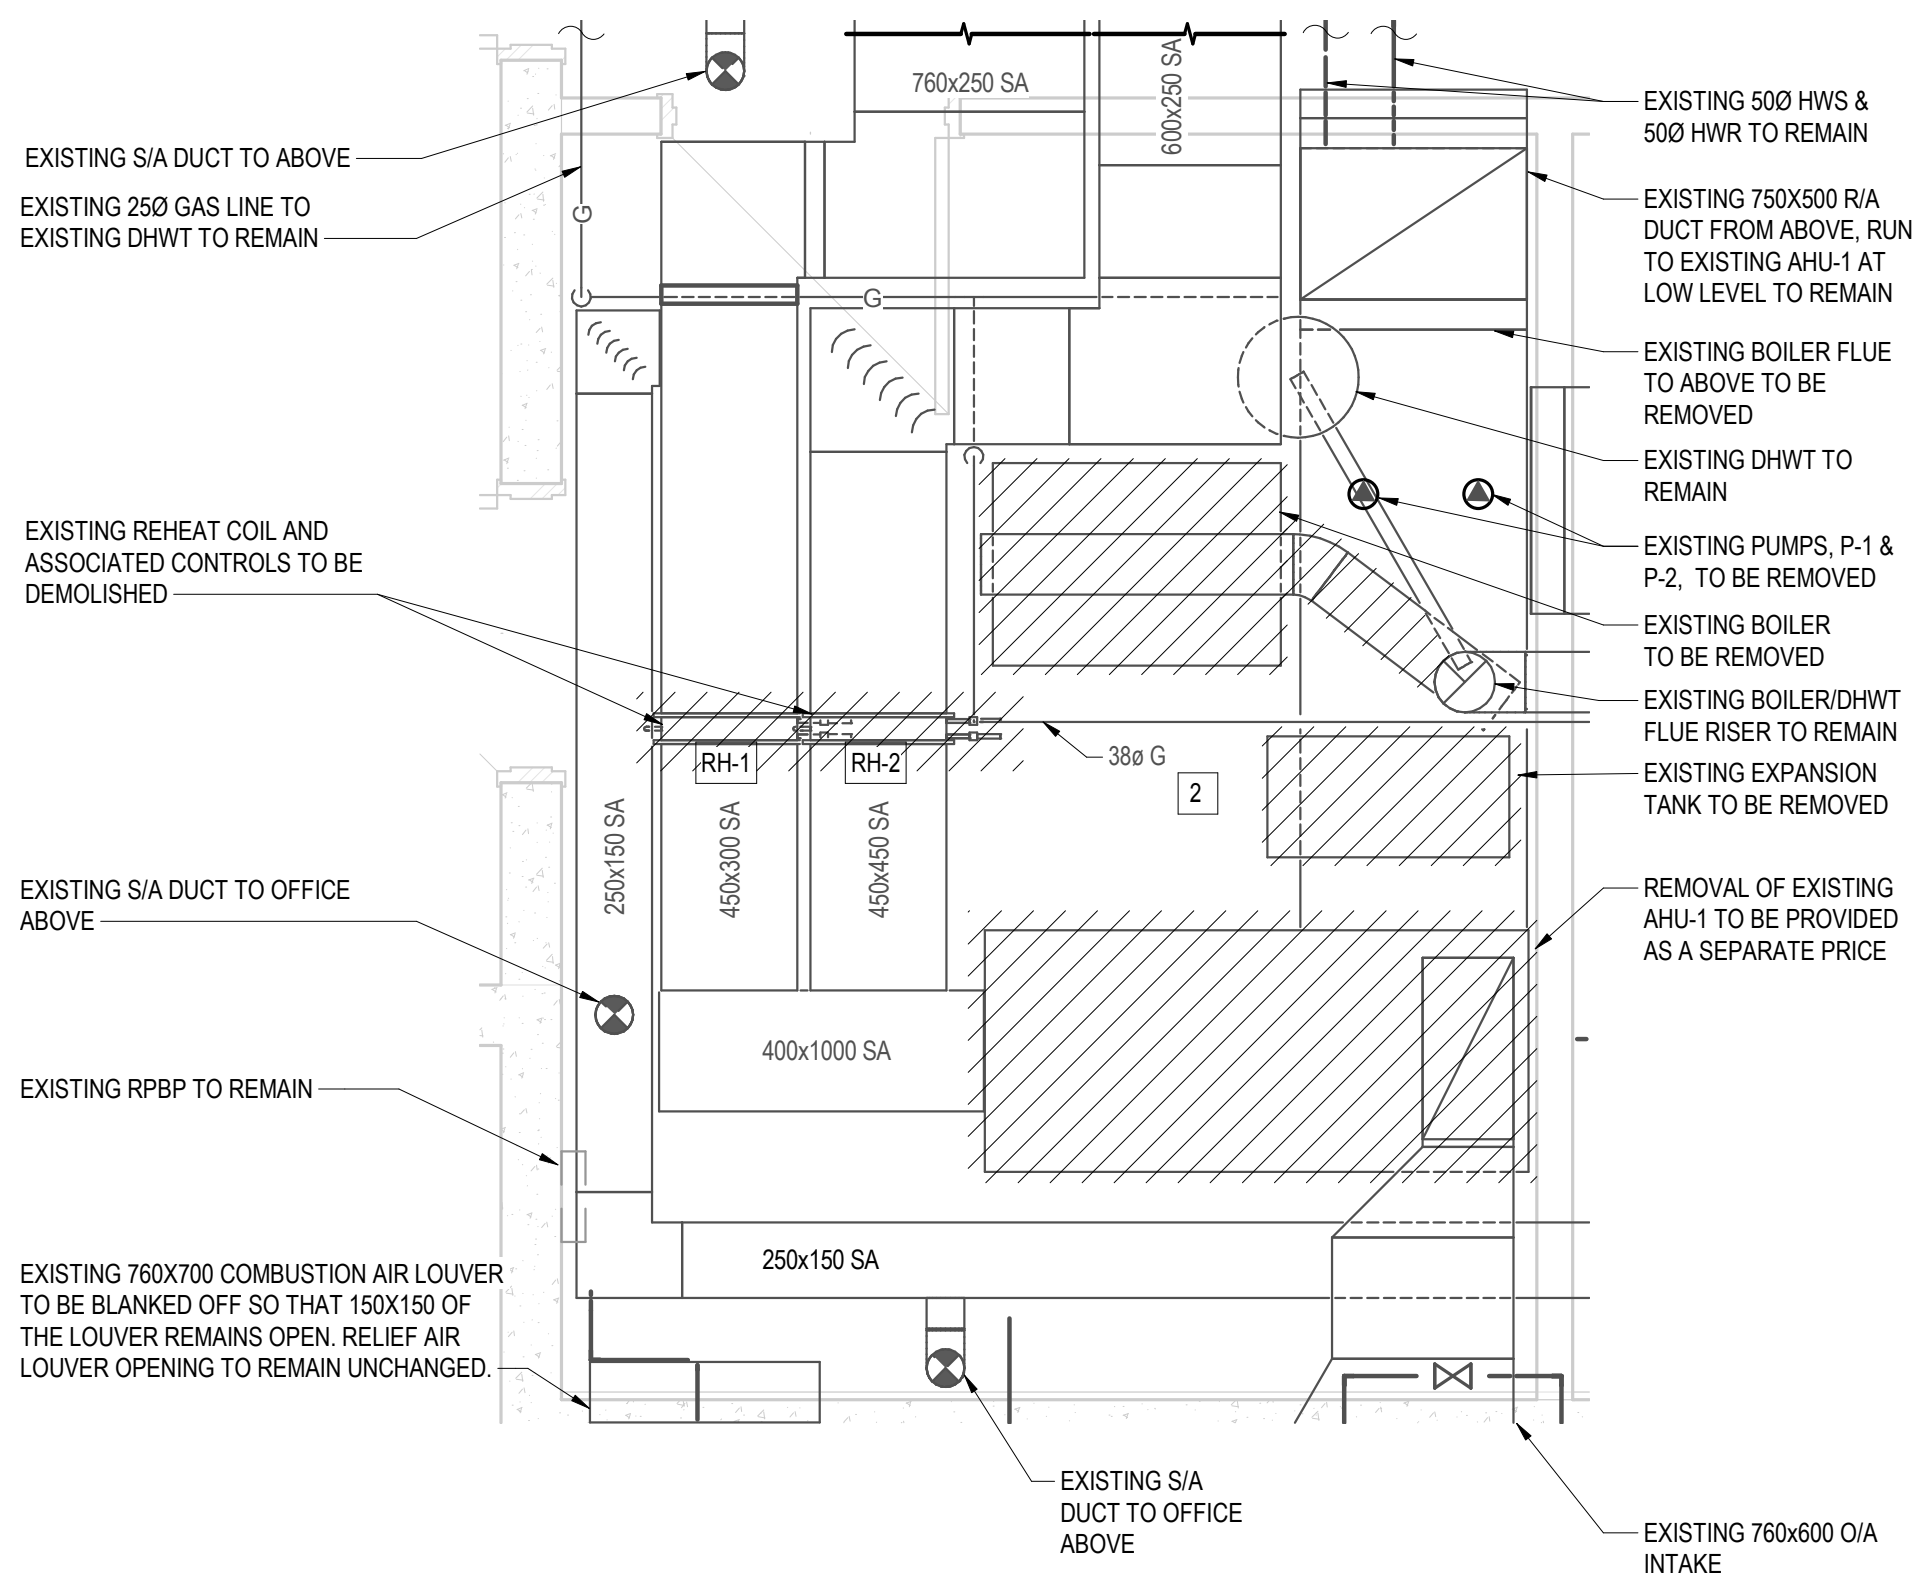 760x250 SA
600x250 SA
EXISTING 50Ø HWS &
50Ø HWR TO REMAIN
EXISTING S/A DUCT TO ABOVE
EXISTING 25Ø GAS LINE TO
EXISTING DHWT TO REMAIN
G
G
EXISTING 750X500 R/A
DUCT FROM ABOVE, RUN
TO EXISTING AHU-1 AT
LOW LEVEL TO REMAIN
EXISTING BOILER FLUE
TO ABOVE TO BE
REMOVED
EXISTING DHWT TO
REMAIN
EXISTING REHEAT COIL AND
ASSOCIATED CONTROLS TO BE
DEMOLISHED
EXISTING PUMPS, P-1 &
P-2, TO BE REMOVED
EXISTING BOILER
TO BE REMOVED
EXISTING BOILER/DHWT
FLUE RISER TO REMAIN
RH-1
RH-2
38ø G
2
EXISTING EXPANSION
TANK TO BE REMOVED
250x150 SA
450x300 SA
450x450 SA
EXISTING S/A DUCT TO OFFICE
ABOVE
REMOVAL OF EXISTING
AHU-1 TO BE PROVIDED
AS A SEPARATE PRICE
400x1000 SA
EXISTING RPBP TO REMAIN
250x150 SA
EXISTING 760X700 COMBUSTION AIR LOUVER
TO BE BLANKED OFF SO THAT 150X150 OF
THE LOUVER REMAINS OPEN. RELIEF AIR
LOUVER OPENING TO REMAIN UNCHANGED.
EXISTING S/A
DUCT TO OFFICE
ABOVE
EXISTING 760x600 O/A
INTAKE